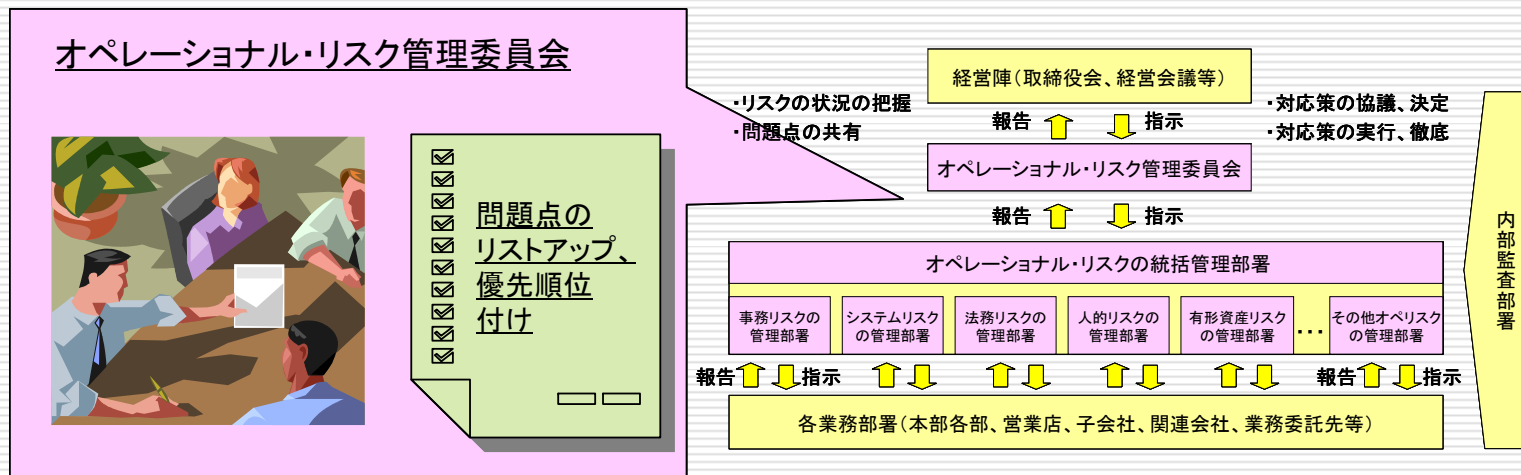 オペレーショナル・リスク管理委員会
問題点の
リストアップ、
優先順位
付け
経営陣（取締役会、経営会議等）
・リスクの状況の把握
・問題点の共有
報告
指示
・対応策の協議、決定
・対応策の実行、徹底
オペレーショナル・リスク管理委員会
報告
指示
オペレーショナル・リスクの統括管理部署
事務リスクの
管理部署
システムリスク
の管理部署
法務リスクの
管理部署
人的リスクの
管理部署
有形資産リスク
の管理部署
…
その他オペリスク
の管理部署
報告
指示
報告
指示
各業務部署（本部各部、営業店、子会社、関連会社、業務委託先等）
内部監査部署